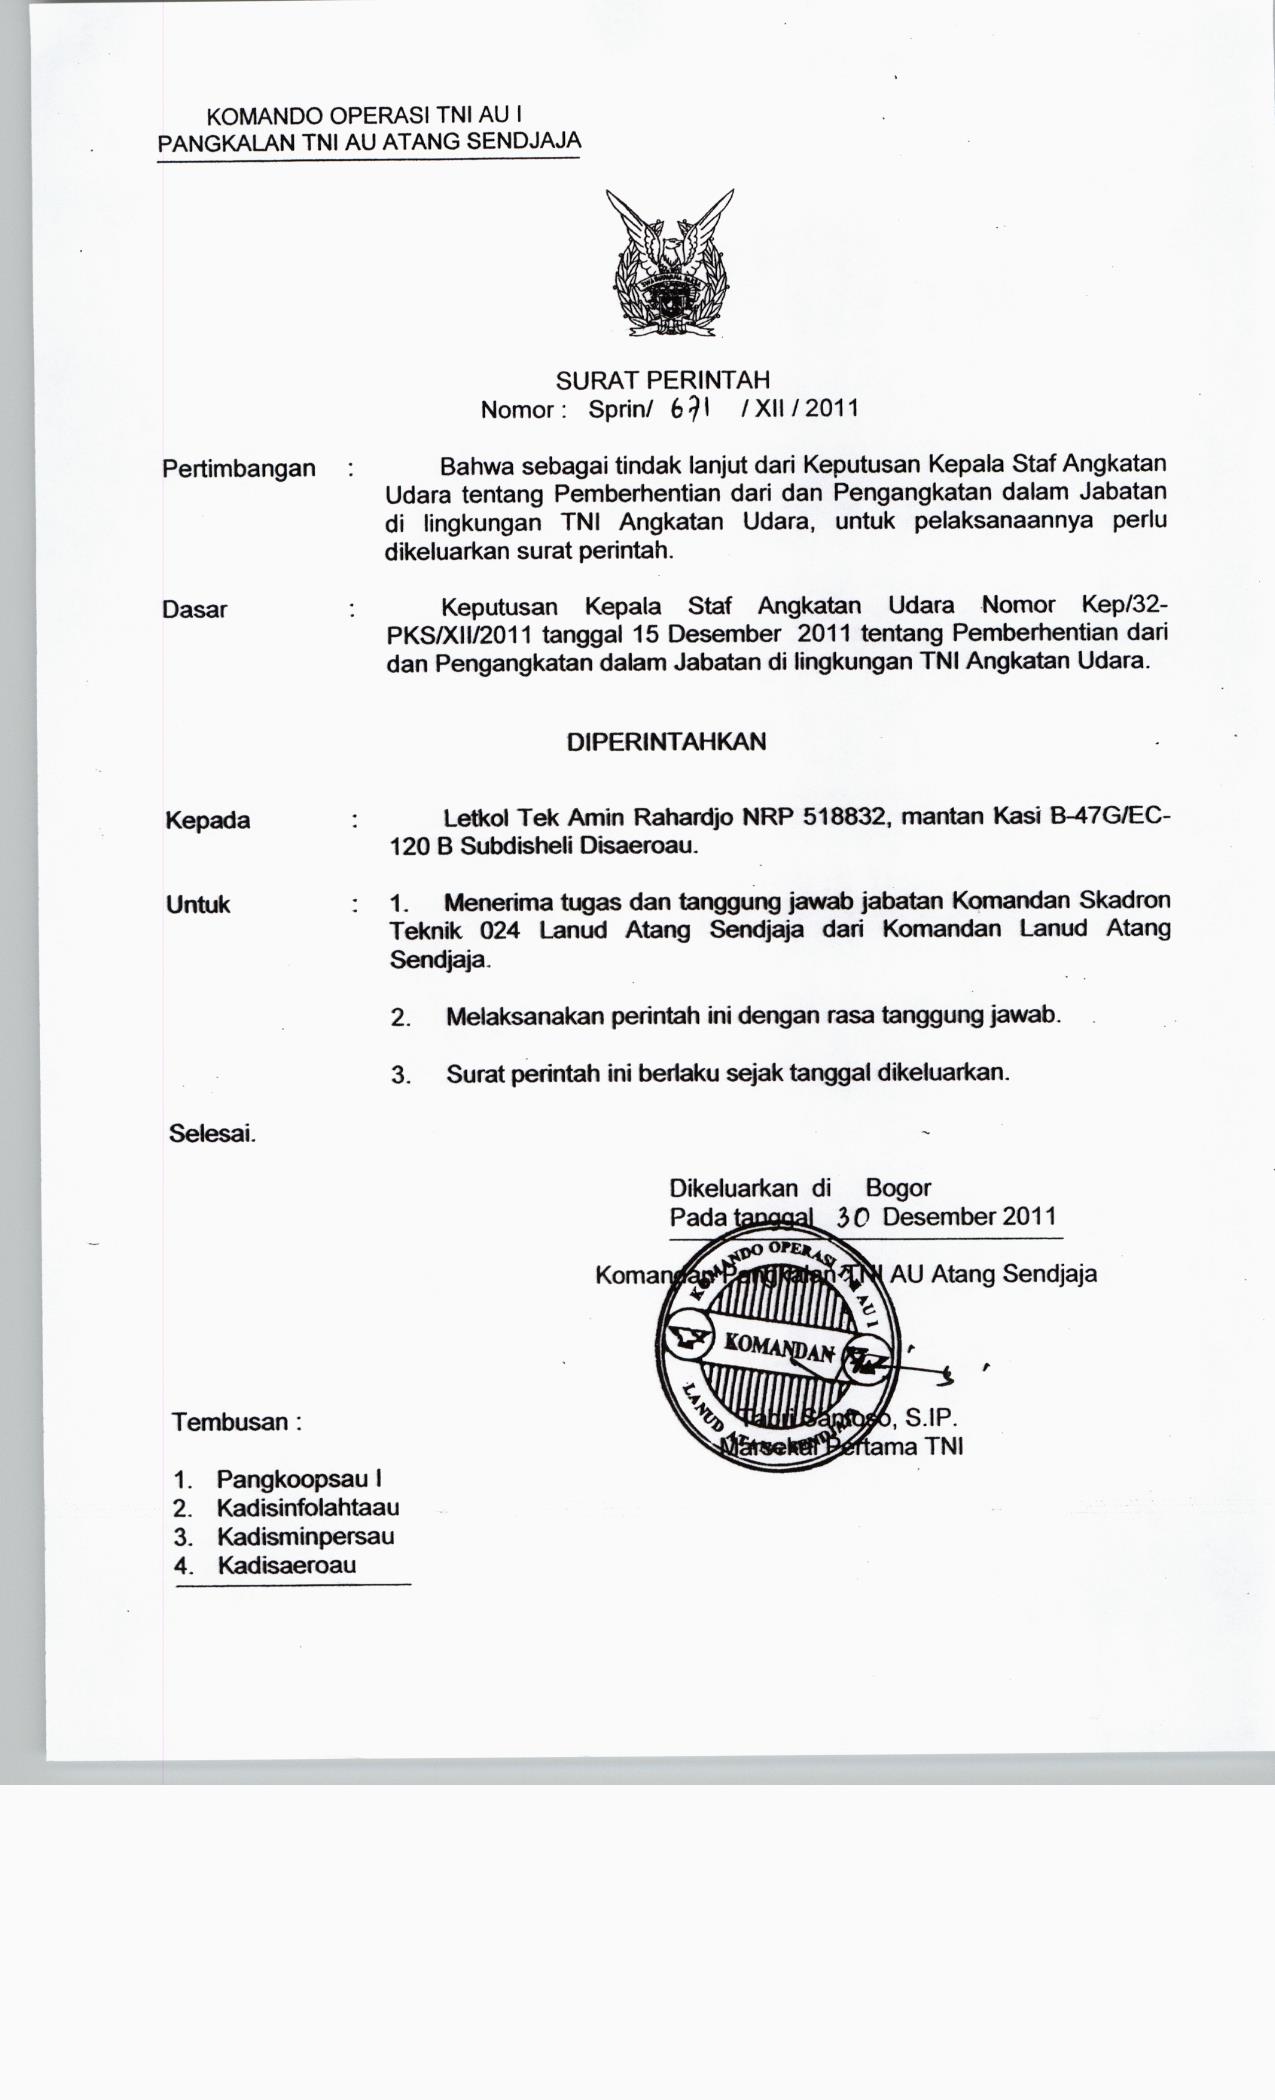 KOMANDO OPERASI TNI AU I
PANGKALAN TNI AU ATANG SENDJAJA
SURAT PERINTAH
Nomor : Sprin/ 671 / XII / 2011
Pertimbangan : Bahwa sebagai tindak lanjut dari Keputusan Kepala Staf Angkatan
Udara tentang Pemberhentian dari dan Pengangkatan dalam Jabatan
di lingkungan TNI Angkatan Udara, untuk pelaksanaannya perlu
dikeluarkan surat perintah.
Dasar : Keputusan Kepala Staf Angkatan Udara Nomor Kep/32-
PKS/XII/2011 tanggal 15 Desember 2011 tentang Pemberhentian dari
dan Pengangkatan dalam Jabatan di lingkungan TNI Angkatan Udara.
DIPERINTAHKAN
Kepada : Letkol Tek Amin Rahardjo NRP 518832, mantan Kasi B-47G/EC-
120 B Subdisheli Disaeroau.
Untuk : 1. Menerima tugas dan tanggung jawab jabatan Komandan Skadron
Teknik 024 Lanud Atang Sendjaja dari Komandan Lanud Atang
Sendjaja.
2. Melaksanakan perintah ini dengan rasa tanggung jawab.
3. Surat perintah ini berlaku sejak tanggal dikeluarkan.
Selesai.
Dikeluarkan di Bogor
Pada tanggal 30 Desember 2011
Komandan Pangkalan TNI AU Atang Sendjaja
KOMANDO OPERASI TNI AU I
KOMANDAN
LANUD ATANG SENDJAJA
Santoso, S.IP.
Marsekal Pertama TNI
Tembusan :
1. Pangkoopsau I
2. Kadisinfolahtaau
3. Kadisminpersau
4. Kadisaeroau